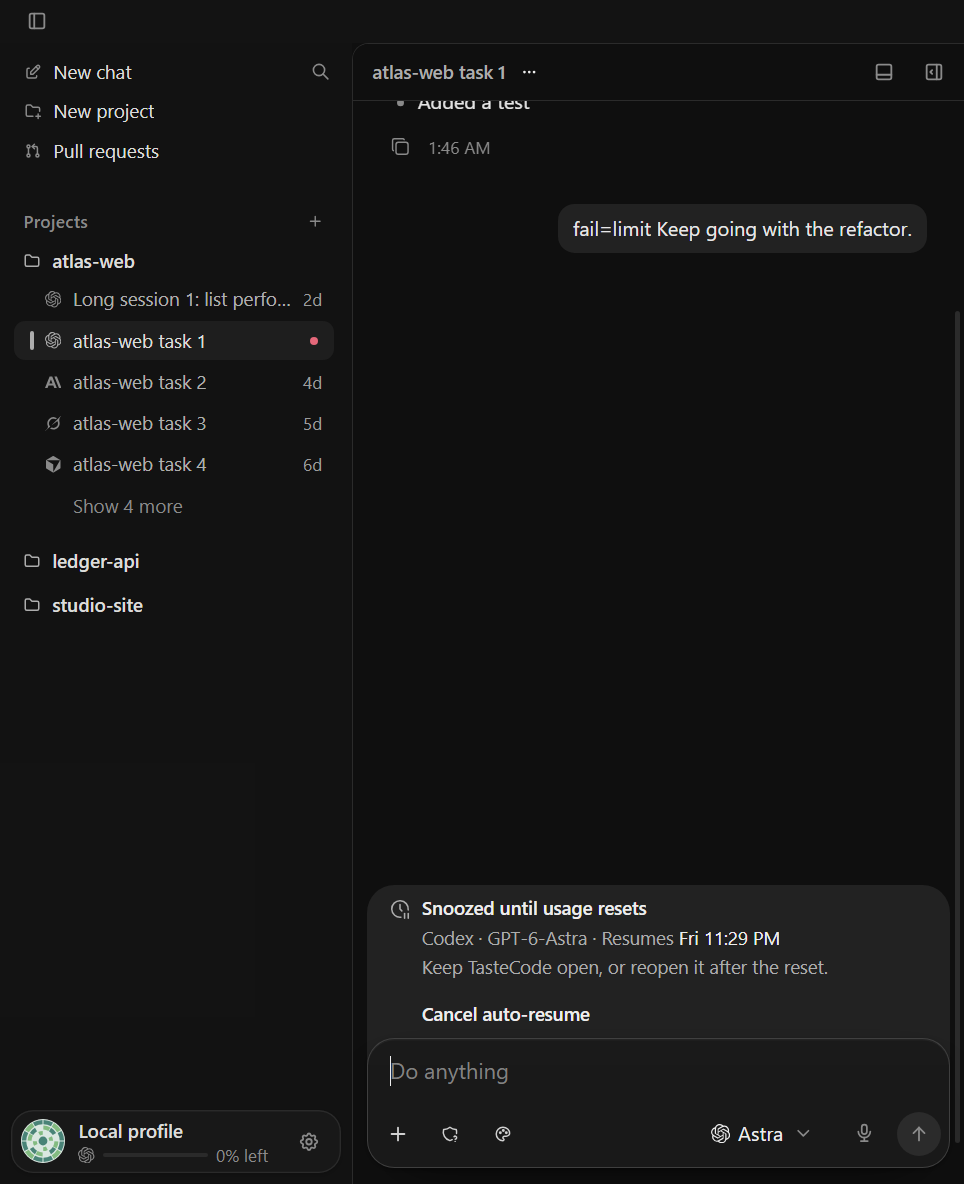 New chat
New project
Pull requests
Projects
atlas-web
Long session 1: list perfo... 2d
atlas-web task 1
atlas-web task 2 4d
atlas-web task 3 5d
atlas-web task 4 6d
Show 4 more
ledger-api
studio-site
Local profile
0% left
atlas-web task 1 ...
Added a test
1:46 AM
fail=limit Keep going with the refactor.
Snoozed until usage resets
Codex · GPT-6-Astra · Resumes Fri 11:29 PM
Keep TasteCode open, or reopen it after the reset.
Cancel auto-resume
Do anything
Astra